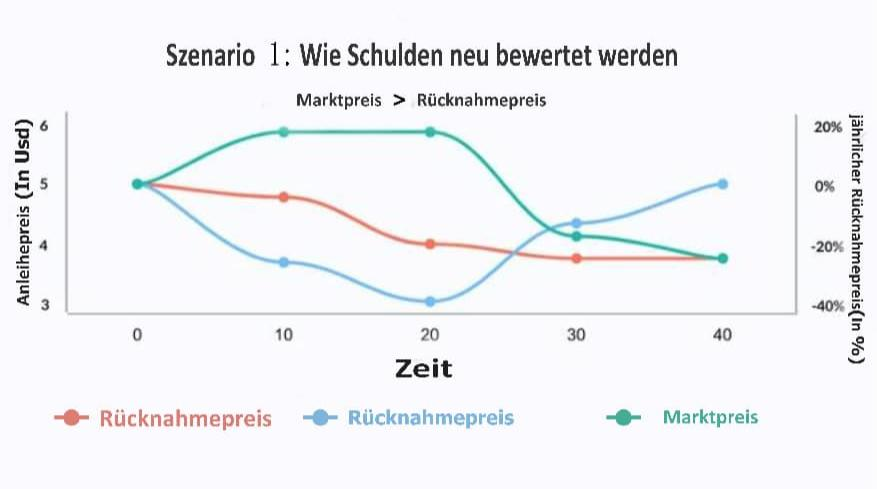 Szenario 1: Wie Schulden neu bewertet werden
Marktpreis > Rücknahmepreis
Anleihepreis (In Usd)
6
5
4
3
20%
0%
-20%
-40%
jährlicher Rücknahmepreis(In %)
0 10 20 30 40
Zeit
Rücknahmepreis Rücknahmepreis Marktpreis